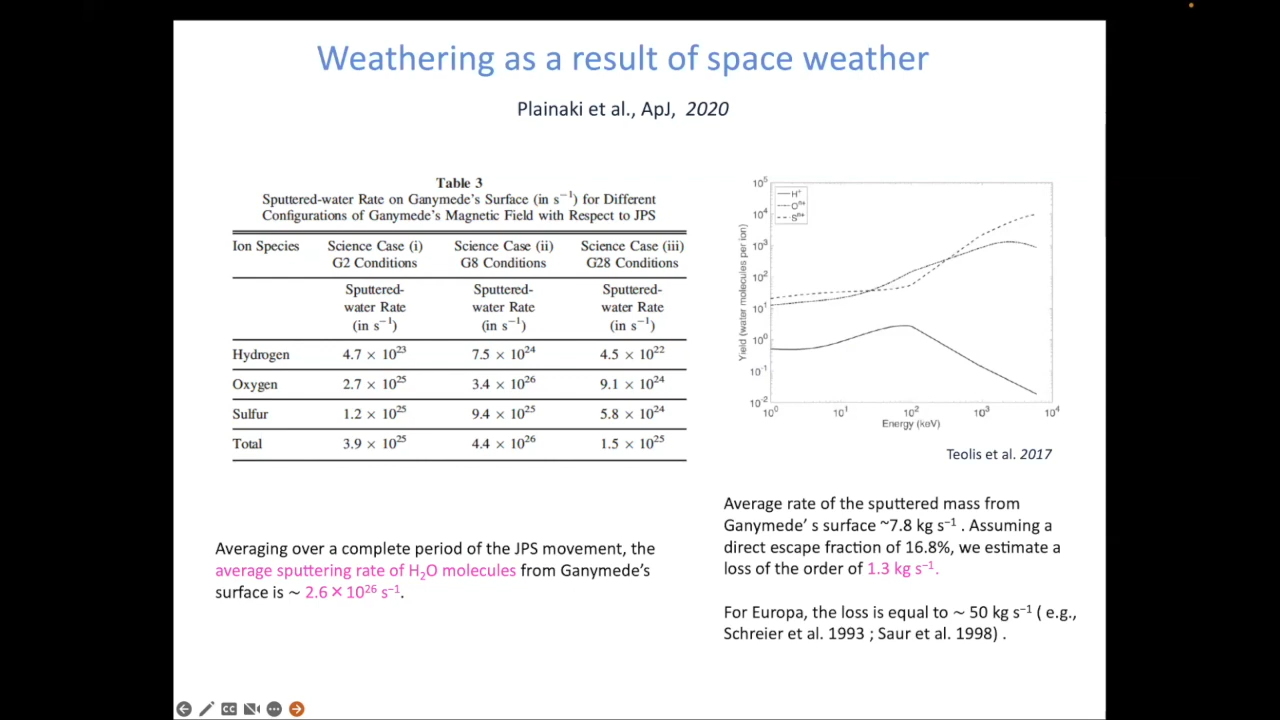 Weathering as a result of space weather
Plainaki et al., ApJ, 2020
Table 3
Sputtered-water Rate on Ganymede's Surface (in s⁻¹) for Different
Configurations of Ganymede's Magnetic Field with Respect to JPS
Ion Species Science Case (i) Science Case (ii) Science Case (iii)
G2 Conditions G8 Conditions G28 Conditions
Sputtered- Sputtered- Sputtered-
water Rate water Rate water Rate
(in s⁻¹) (in s⁻¹) (in s⁻¹)
Hydrogen 4.7 × 10²³ 7.5 × 10²⁴ 4.5 × 10²²
Oxygen 2.7 × 10²⁵ 3.4 × 10²⁶ 9.1 × 10²⁴
Sulfur 1.2 × 10²⁵ 9.4 × 10²⁵ 5.8 × 10²⁴
Total 3.9 × 10²⁵ 4.4 × 10²⁶ 1.5 × 10²⁵
Averaging over a complete period of the JPS movement, the
average sputtering rate of H₂O molecules from Ganymede's
surface is ~ 2.6 × 10²⁶ s⁻¹.
Yield (water molecules per ion)
10⁵
10⁴
10³
10²
10¹
10⁰
10⁻¹
10⁻²
H⁺
Oⁿ⁺
Sⁿ⁺
10⁰ 10¹ 10² 10³ 10⁴
Energy (keV)
Teolis et al. 2017
Average rate of the sputtered mass from
Ganymede' s surface ~7.8 kg s⁻¹ . Assuming a
direct escape fraction of 16.8%, we estimate a
loss of the order of 1.3 kg s⁻¹.
For Europa, the loss is equal to ~ 50 kg s⁻¹ ( e.g.,
Schreier et al. 1993 ; Saur et al. 1998) .
CC